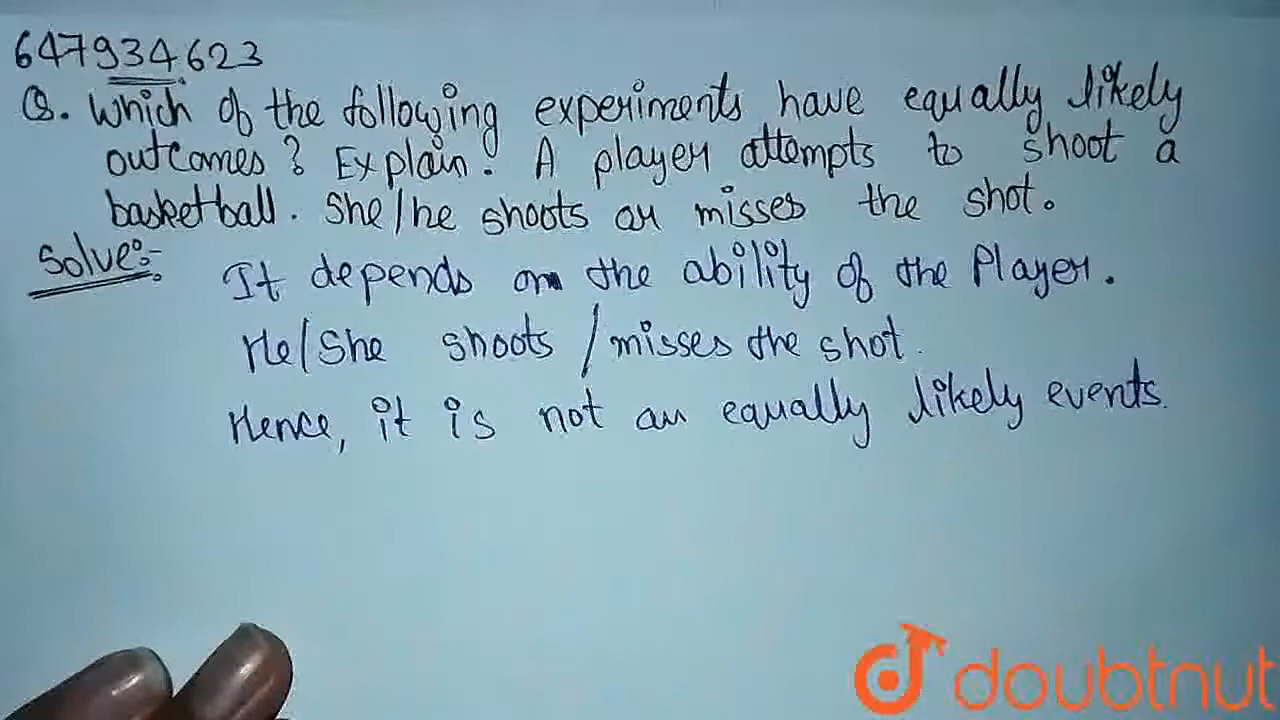 647934623
Q. Which of the following experiments have equally likely
outcomes? Explain. A player attempts to shoot a
basketball. She/he shoots or misses the shot.
Solve:-
It depends on the ability of the Player.
He/She shoots / misses the shot.
Hence, it is not an equally likely events.
doubtnut